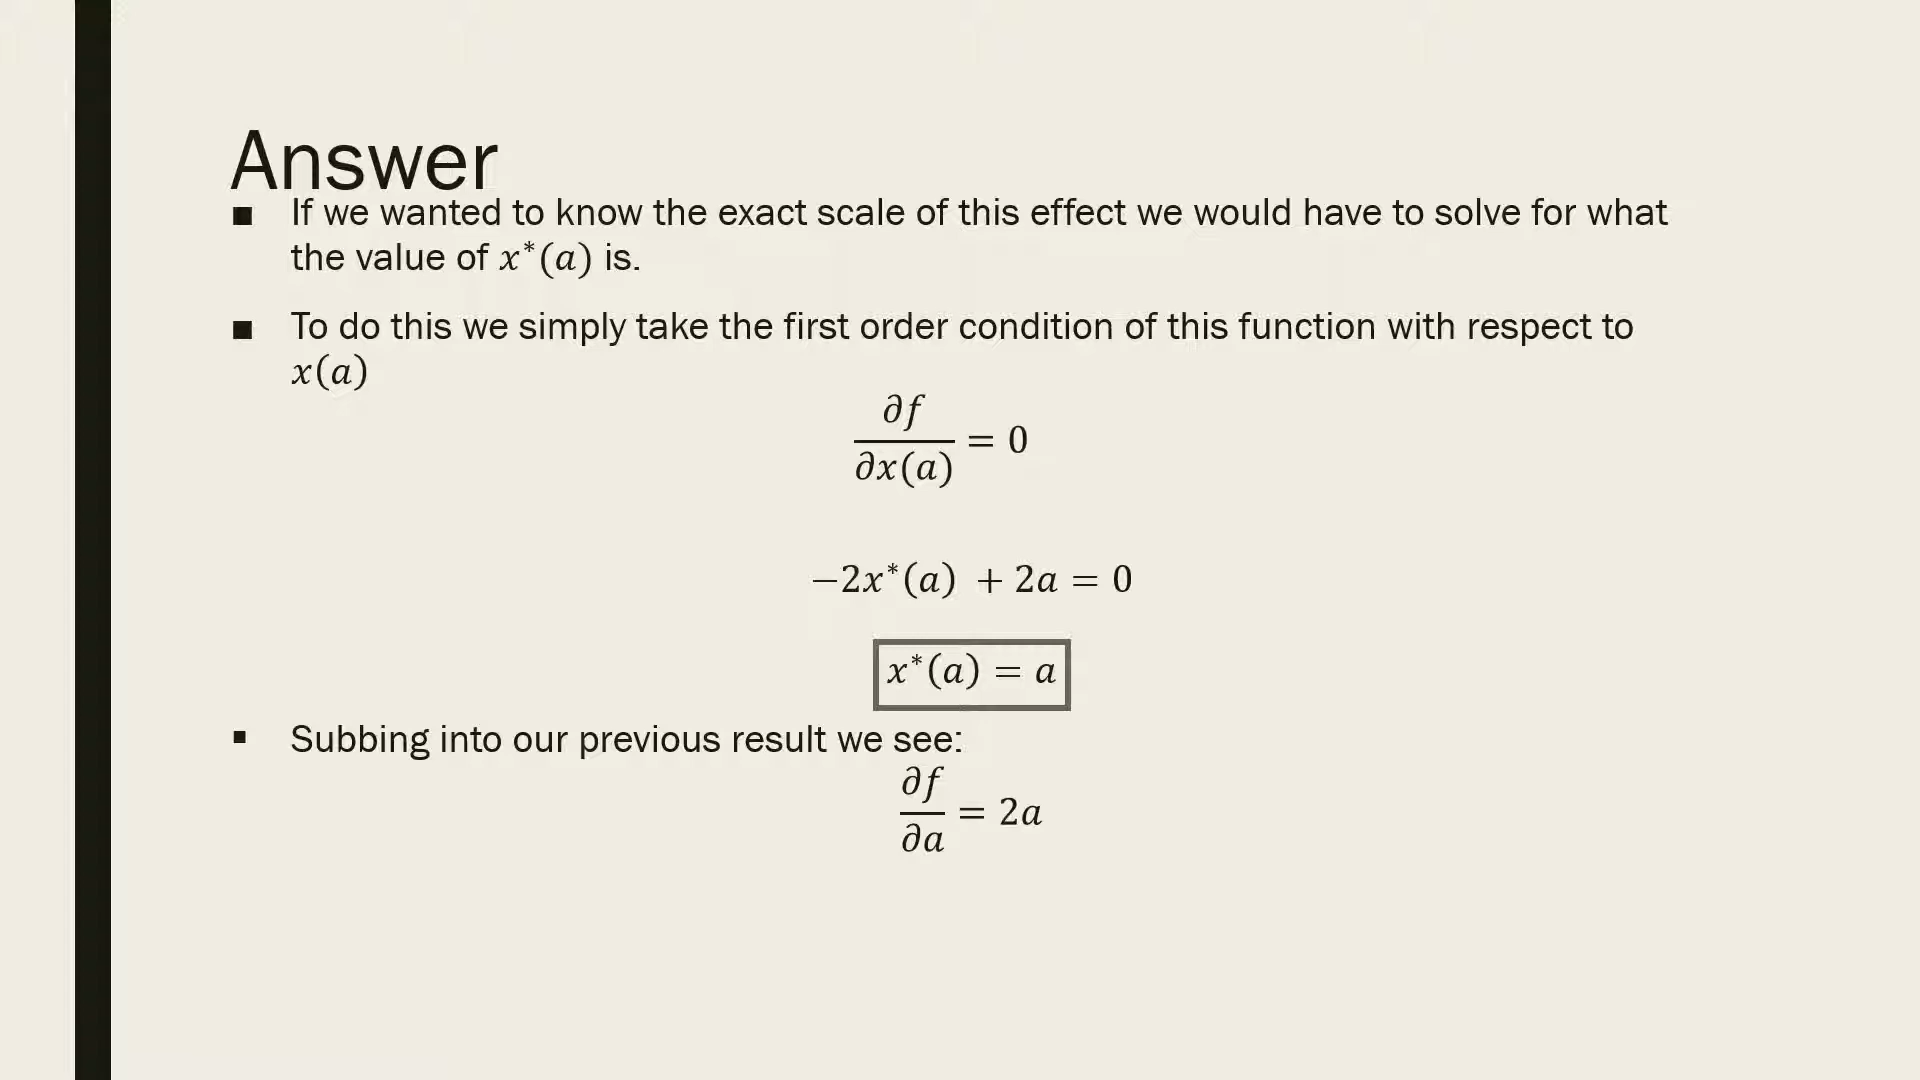 Answer
■ If we wanted to know the exact scale of this effect we would have to solve for what
the value of x*(a) is.
■ To do this we simply take the first order condition of this function with respect to
x(a)
∂f/∂x(a) = 0
−2x*(a) + 2a = 0
x*(a) = a
▪ Subbing into our previous result we see:
∂f/∂a = 2a